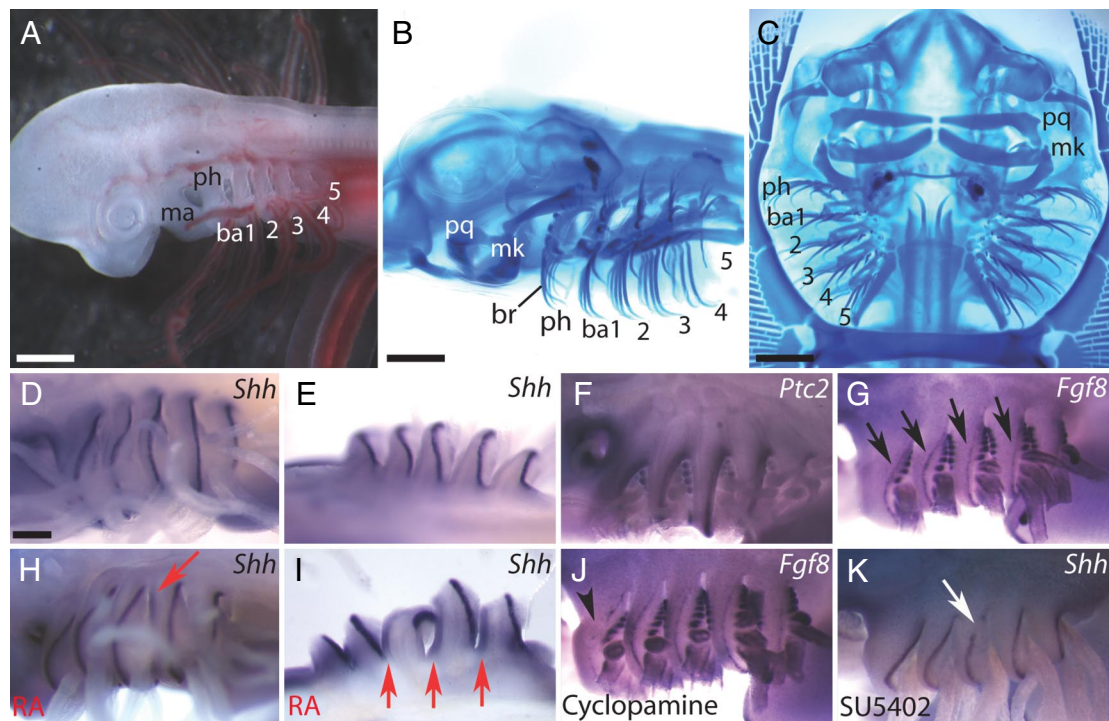 A
ph
ma
ba1
2
3
4
5
B
pq
mk
br
ph
ba1
2
3
4
5
C
pq
mk
ph
ba1
2
3
4
5
D
Shh
E
Shh
F
Ptc2
G
Fgf8
H
Shh
RA
I
Shh
RA
J
Fgf8
Cyclopamine
K
Shh
SU5402